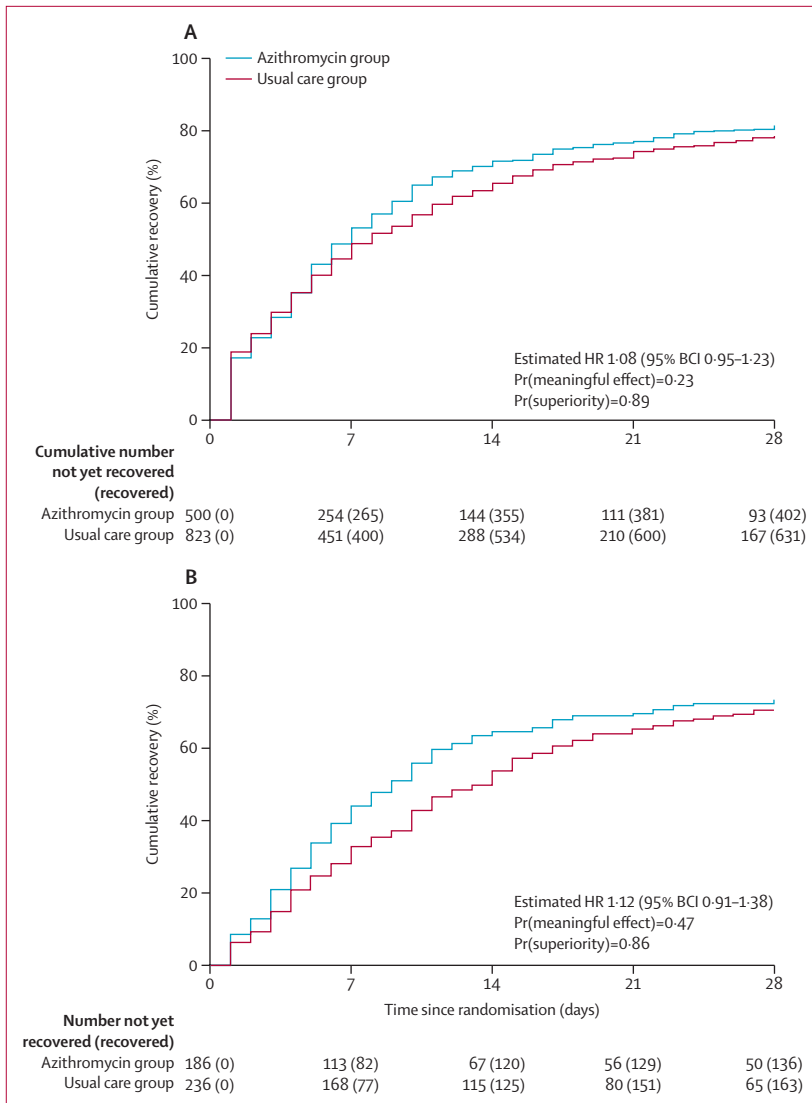 A
Azithromycin group
Usual care group
Cumulative recovery (%)
100
80
60
40
20
0
Estimated HR 1·08 (95% BCI 0·95–1·23)
Pr(meaningful effect)=0·23
Pr(superiority)=0·89
0 7 14 21 28
Cumulative number
not yet recovered
(recovered)
Azithromycin group 500 (0) 254 (265) 144 (355) 111 (381) 93 (402)
Usual care group 823 (0) 451 (400) 288 (534) 210 (600) 167 (631)
B
Cumulative recovery (%)
100
80
60
40
20
0
Estimated HR 1·12 (95% BCI 0·91–1·38)
Pr(meaningful effect)=0·47
Pr(superiority)=0·86
0 7 14 21 28
Time since randomisation (days)
Number not yet
recovered (recovered)
Azithromycin group 186 (0) 113 (82) 67 (120) 56 (129) 50 (136)
Usual care group 236 (0) 168 (77) 115 (125) 80 (151) 65 (163)